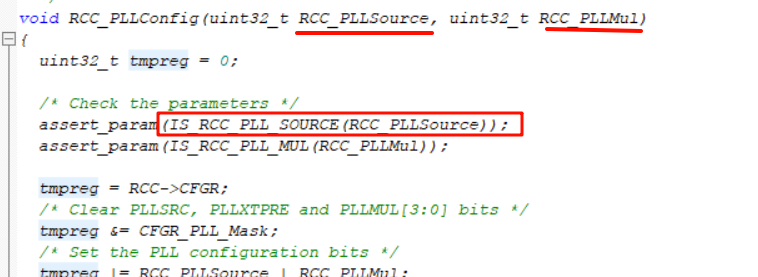 void RCC_PLLConfig(uint32_t RCC_PLLSource, uint32_t RCC_PLLMul)
{
uint32_t tmpreg = 0;
/* Check the parameters */
assert_param(IS_RCC_PLL_SOURCE(RCC_PLLSource));
assert_param(IS_RCC_PLL_MUL(RCC_PLLMul));
tmpreg = RCC->CFGR;
/* Clear PLLSRC, PLLXTPRE and PLLMUL[3:0] bits */
tmpreg &= CFGR_PLL_Mask;
/* Set the PLL configuration bits */
tmpreg |= RCC_PLLSource | RCC_PLLMul;